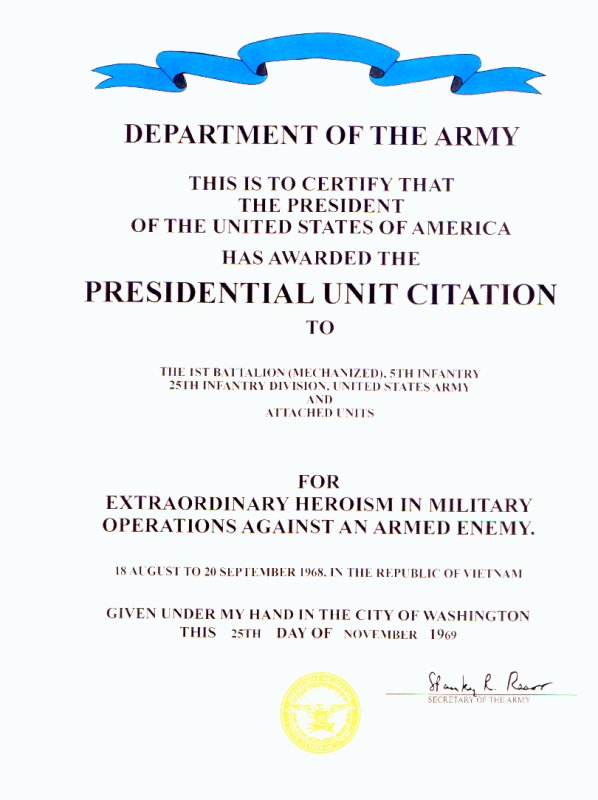 DEPARTMENT OF THE ARMY
THIS IS TO CERTIFY THAT
THE PRESIDENT
OF THE UNITED STATES OF AMERICA
HAS AWARDED THE
PRESIDENTIAL UNIT CITATION
TO
THE 1ST BATTALION (MECHANIZED), 5TH INFANTRY
25TH INFANTRY DIVISION, UNITED STATES ARMY
AND
ATTACHED UNITS
FOR
EXTRAORDINARY HEROISM IN MILITARY
OPERATIONS AGAINST AN ARMED ENEMY.
18 AUGUST TO 20 SEPTEMBER 1968, IN THE REPUBLIC OF VIETNAM
GIVEN UNDER MY HAND IN THE CITY OF WASHINGTON
THIS 25TH DAY OF NOVEMBER 1969
Stanley R. Resor
SECRETARY OF THE ARMY